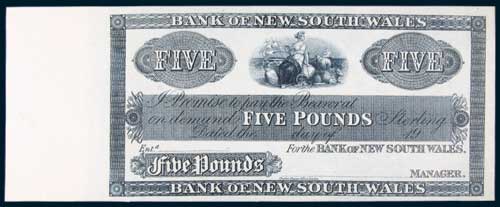 BANK OF NEW SOUTH WALES
FIVE FIVE
I Promise to pay the Bearer at
on demand FIVE POUNDS Sterling
Dated the day of 19
Entd. For the BANK OF NEW SOUTH WALES.
Five Pounds
MANAGER.
BANK OF NEW SOUTH WALES